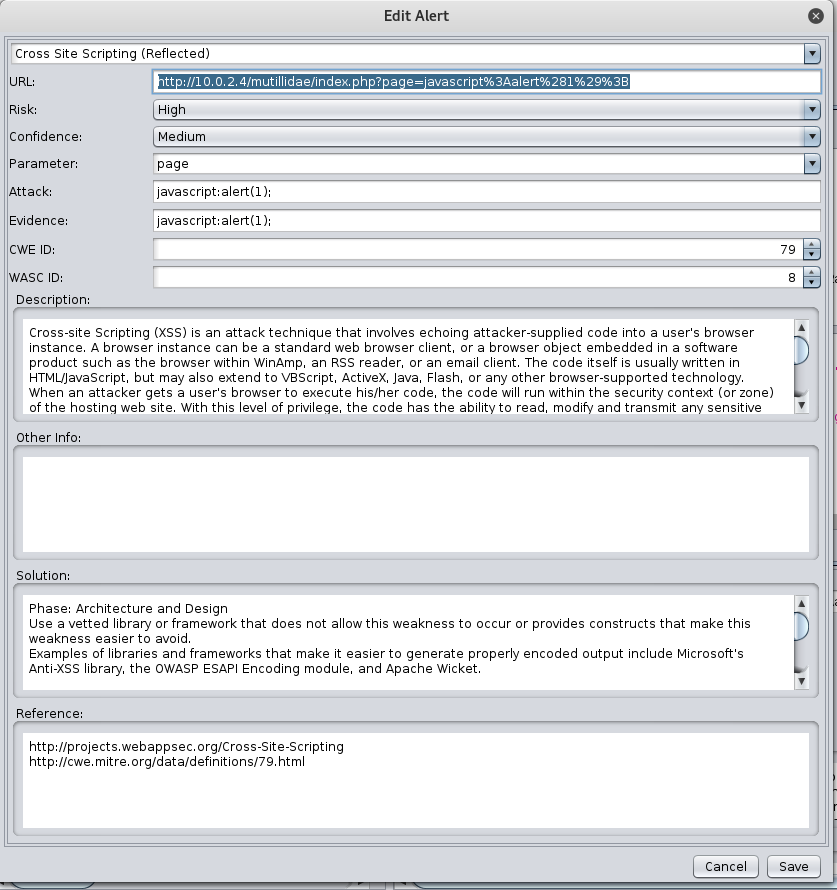 Edit Alert
Cross Site Scripting (Reflected)
URL: http://10.0.2.4/mutillidae/index.php?page=javascript%3Aalert%281%29%3B
Risk: High
Confidence: Medium
Parameter: page
Attack: javascript:alert(1);
Evidence: javascript:alert(1);
CWE ID: 79
WASC ID: 8
Description:
Cross-site Scripting (XSS) is an attack technique that involves echoing attacker-supplied code into a user's browser
instance. A browser instance can be a standard web browser client, or a browser object embedded in a software
product such as the browser within WinAmp, an RSS reader, or an email client. The code itself is usually written in
HTML/JavaScript, but may also extend to VBScript, ActiveX, Java, Flash, or any other browser-supported technology.
When an attacker gets a user's browser to execute his/her code, the code will run within the security context (or zone)
of the hosting web site. With this level of privilege, the code has the ability to read, modify and transmit any sensitive
Other Info:
Solution:
Phase: Architecture and Design
Use a vetted library or framework that does not allow this weakness to occur or provides constructs that make this
weakness easier to avoid.
Examples of libraries and frameworks that make it easier to generate properly encoded output include Microsoft's
Anti-XSS library, the OWASP ESAPI Encoding module, and Apache Wicket.
Reference:
http://projects.webappsec.org/Cross-Site-Scripting
http://cwe.mitre.org/data/definitions/79.html
Cancel Save